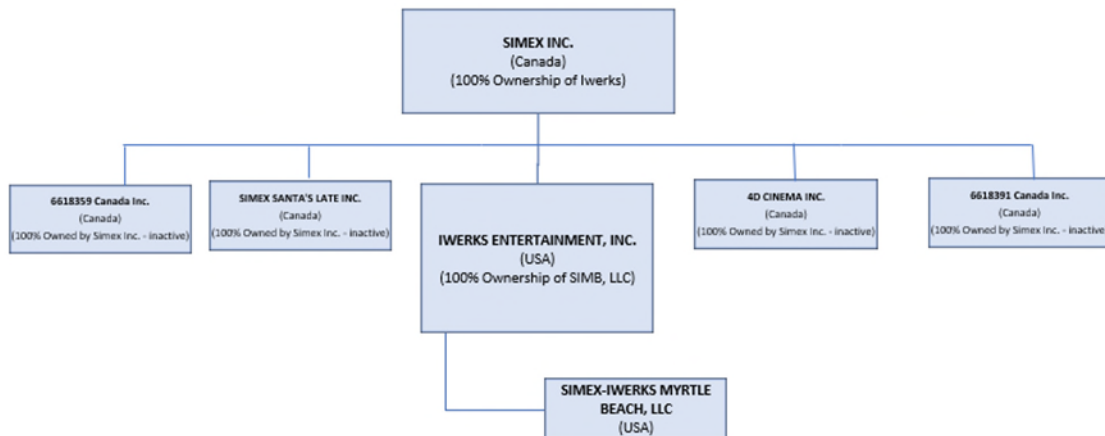 SIMEX INC.
(Canada)
(100% Ownership of Iwerks)
6618359 Canada Inc.
(Canada)
(100% Owned by Simex Inc. - inactive)
SIMEX SANTA'S LATE INC.
(Canada)
(100% Owned by Simex Inc. - inactive)
IWERKS ENTERTAINMENT, INC.
(USA)
(100% Ownership of SIMB, LLC)
4D CINEMA INC.
(Canada)
(100% Owned by Simex Inc. - inactive)
6618391 Canada Inc.
(Canada)
(100% Owned by Simex Inc. - inactive)
SIMEX-IWERKS MYRTLE
BEACH, LLC
(USA)